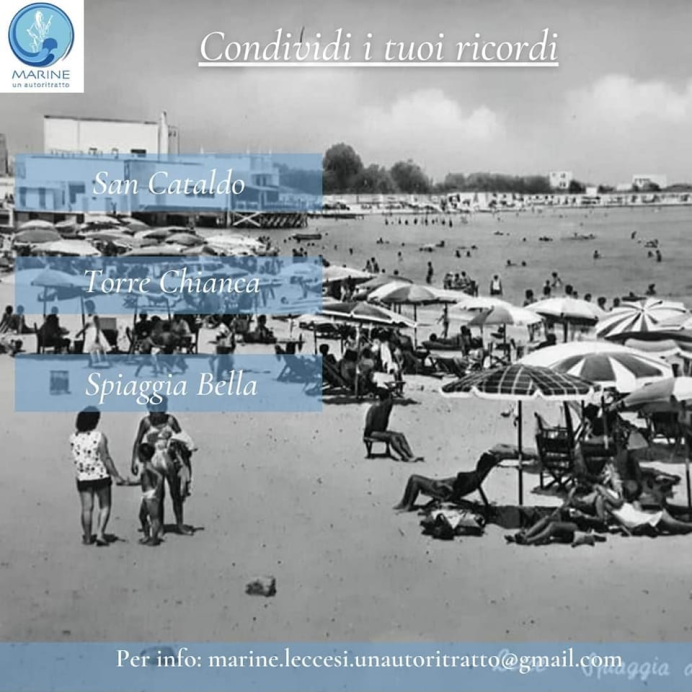 MARINE
un autoritratto
Condividi i tuoi ricordi
San Cataldo
Torre Chianca
Spiaggia Bella
Per info: marine.leccesi.unautoritratto@gmail.com
Spiaggia